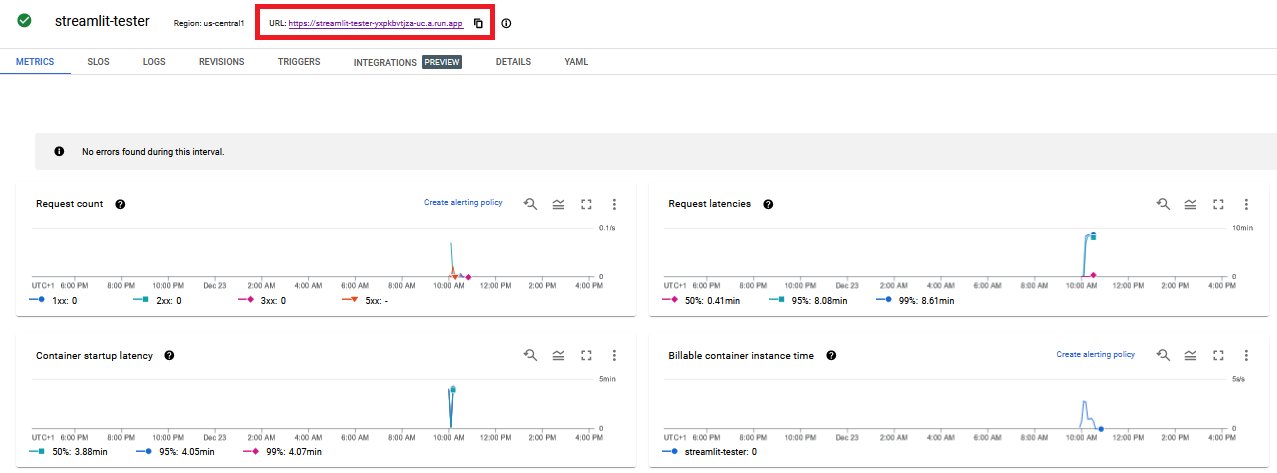 streamlit-tester Region: us-central1 URL: https://streamlit-tester-yxpkbvtjza-uc.a.run.app
METRICS SLOS LOGS REVISIONS TRIGGERS INTEGRATIONS PREVIEW DETAILS YAML
No errors found during this interval.
Request count Create alerting policy
0.1/s
0
UTC+1 6:00 PM 8:00 PM 10:00 PM Dec 23 2:00 AM 4:00 AM 6:00 AM 8:00 AM 10:00 AM 12:00 PM 2:00 PM 4:00 PM
1xx: 0 2xx: 0 3xx: 0 5xx: -
Request latencies
10min
0
UTC+1 6:00 PM 8:00 PM 10:00 PM Dec 23 2:00 AM 4:00 AM 6:00 AM 8:00 AM 10:00 AM 12:00 PM 2:00 PM 4:00 PM
50%: 0.41min 95%: 8.08min 99%: 8.61min
Container startup latency
5min
0
UTC+1 6:00 PM 8:00 PM 10:00 PM Dec 23 2:00 AM 4:00 AM 6:00 AM 8:00 AM 10:00 AM 12:00 PM 2:00 PM 4:00 PM
50%: 3.88min 95%: 4.05min 99%: 4.07min
Billable container instance time Create alerting policy
5s/s
0
UTC+1 6:00 PM 8:00 PM 10:00 PM Dec 23 2:00 AM 4:00 AM 6:00 AM 8:00 AM 10:00 AM 12:00 PM 2:00 PM 4:00 PM
streamlit-tester: 0